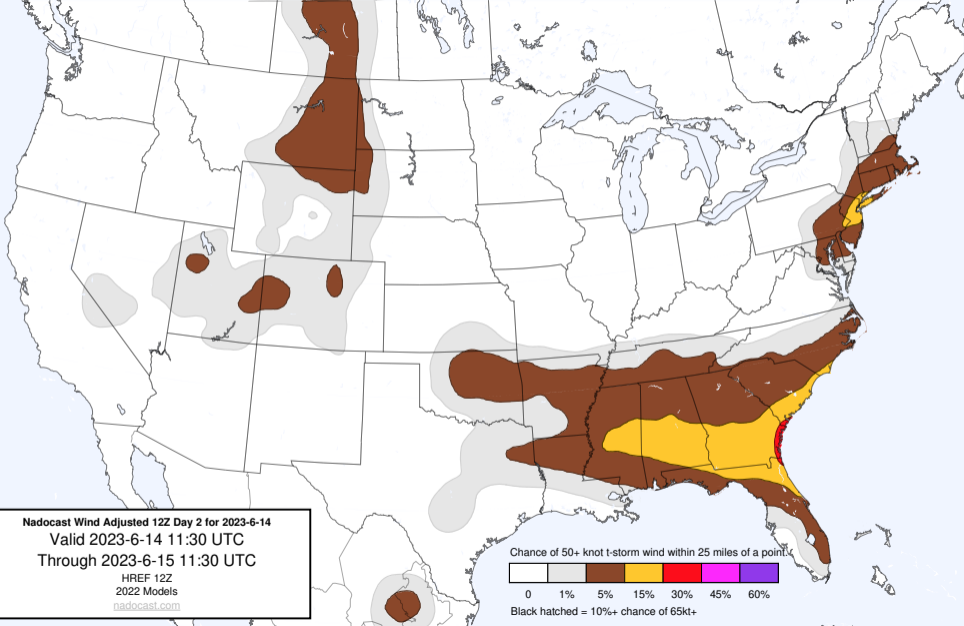 Nadocast Wind Adjusted 12Z Day 2 for 2023-6-14
Valid 2023-6-14 11:30 UTC
Through 2023-6-15 11:30 UTC
HREF 12Z
2022 Models
nadocast.com
Chance of 50+ knot t-storm wind within 25 miles of a point.
0 1% 5% 15% 30% 45% 60%
Black hatched = 10%+ chance of 65kt+